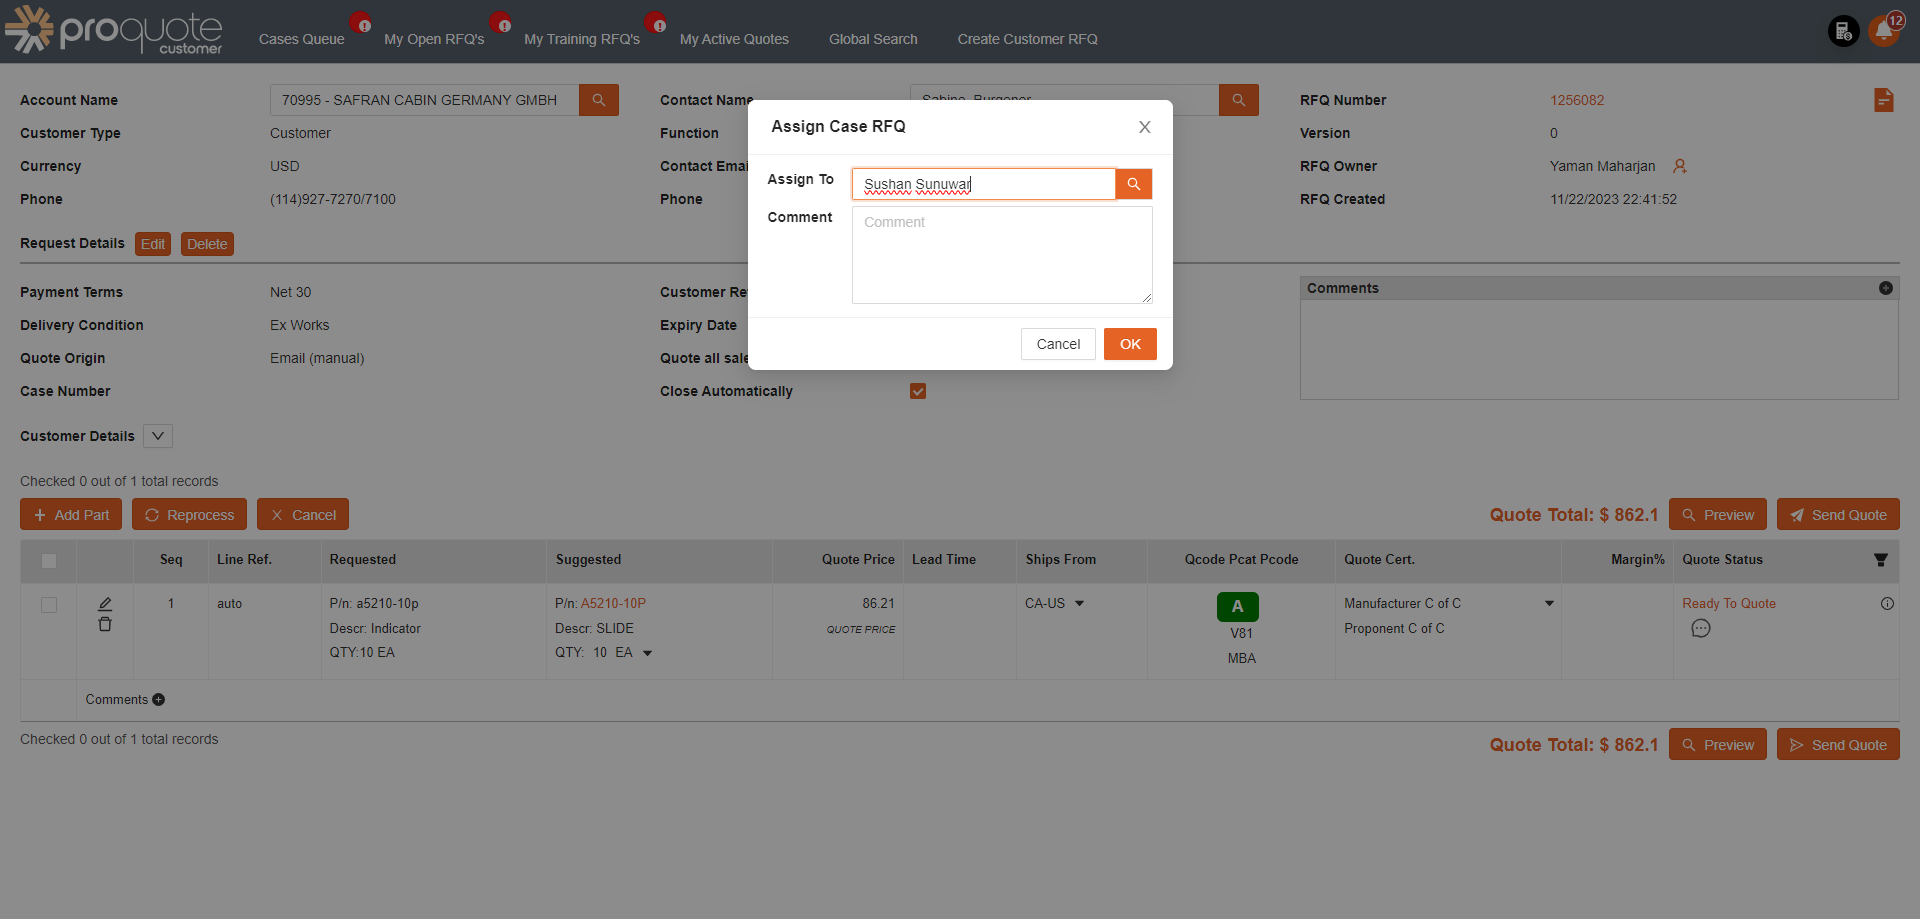 proquote
customer
Cases Queue
My Open RFQ's
My Training RFQ's
My Active Quotes
Global Search
Create Customer RFQ
12
Account Name
70995 - SAFRAN CABIN GERMANY GMBH
Contact Name
RFQ Number
1256082
Customer Type
Customer
Function
Version
0
Currency
USD
Contact Emai
RFQ Owner
Yaman Maharjan
Phone
(114)927-7270/7100
Phone
RFQ Created
11/22/2023 22:41:52
Assign Case RFQ
X
Assign To
Sushan Sunuwar
Comment
Comment
Cancel
OK
Request Details
Edit
Delete
Payment Terms
Net 30
Customer Re
Comments
Delivery Condition
Ex Works
Expiry Date
Quote Origin
Email (manual)
Quote all sale
Case Number
Close Automatically
Customer Details
Checked 0 out of 1 total records
Add Part
Reprocess
Cancel
Quote Total: $ 862.1
Preview
Send Quote
Seq
Line Ref.
Requested
Suggested
Quote Price
Lead Time
Ships From
Qcode Pcat Pcode
Quote Cert.
Margin%
Quote Status
1
auto
P/n: a5210-10p
Descr: Indicator
QTY:10 EA
P/n: A5210-10P
Descr: SLIDE
QTY: 10 EA
86.21
QUOTE PRICE
CA-US
A
V81
MBA
Manufacturer C of C
Proponent C of C
Ready To Quote
Comments
Checked 0 out of 1 total records
Quote Total: $ 862.1
Preview
Send Quote